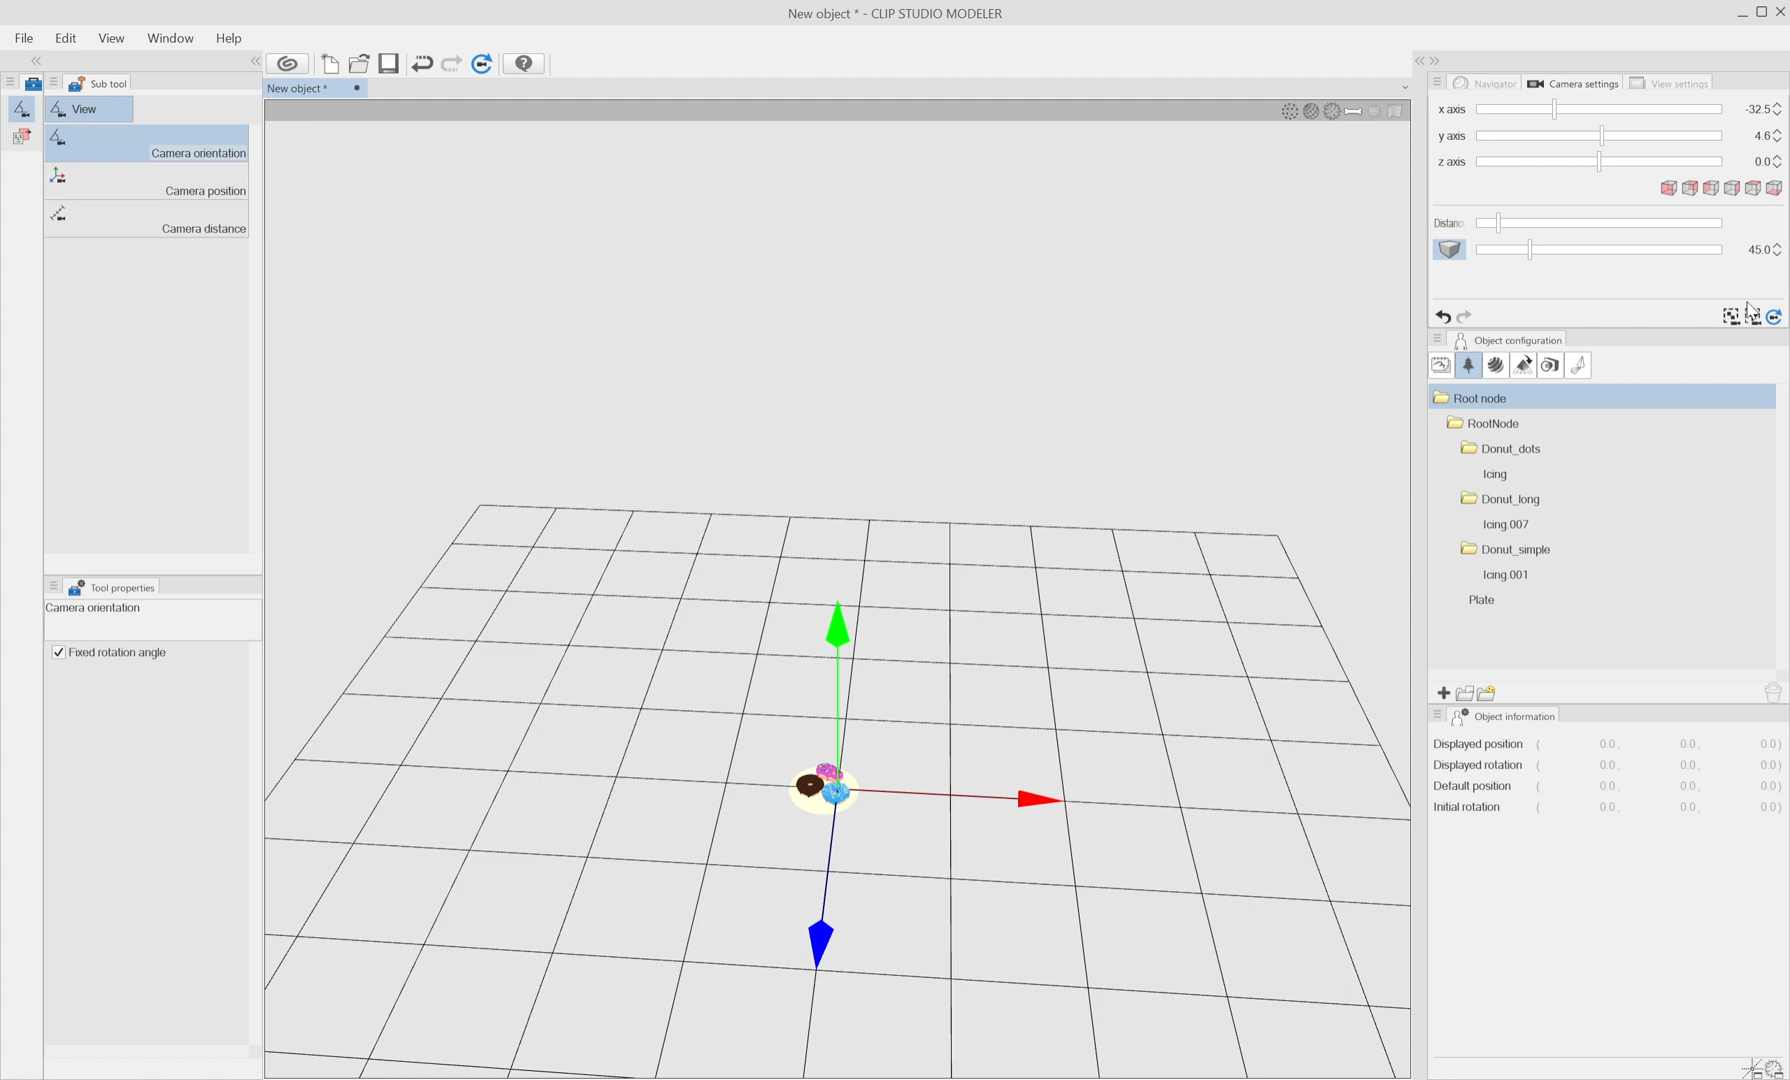 New object * - CLIP STUDIO MODELER
File Edit View Window Help
Sub tool
View
Camera orientation
Camera position
Camera distance
Tool properties
Camera orientation
Fixed rotation angle
New object *
Navigator Camera settings View settings
x axis -32.5
y axis 4.6
z axis 0.0
Distanc
45.0
Object configuration
Root node
RootNode
Donut_dots
Icing
Donut_long
Icing.007
Donut_simple
Icing.001
Plate
Object information
Displayed position ( 0.0 , 0.0 , 0.0 )
Displayed rotation ( 0.0 , 0.0 , 0.0 )
Default position ( 0.0 , 0.0 , 0.0 )
Initial rotation ( 0.0 , 0.0 , 0.0 )